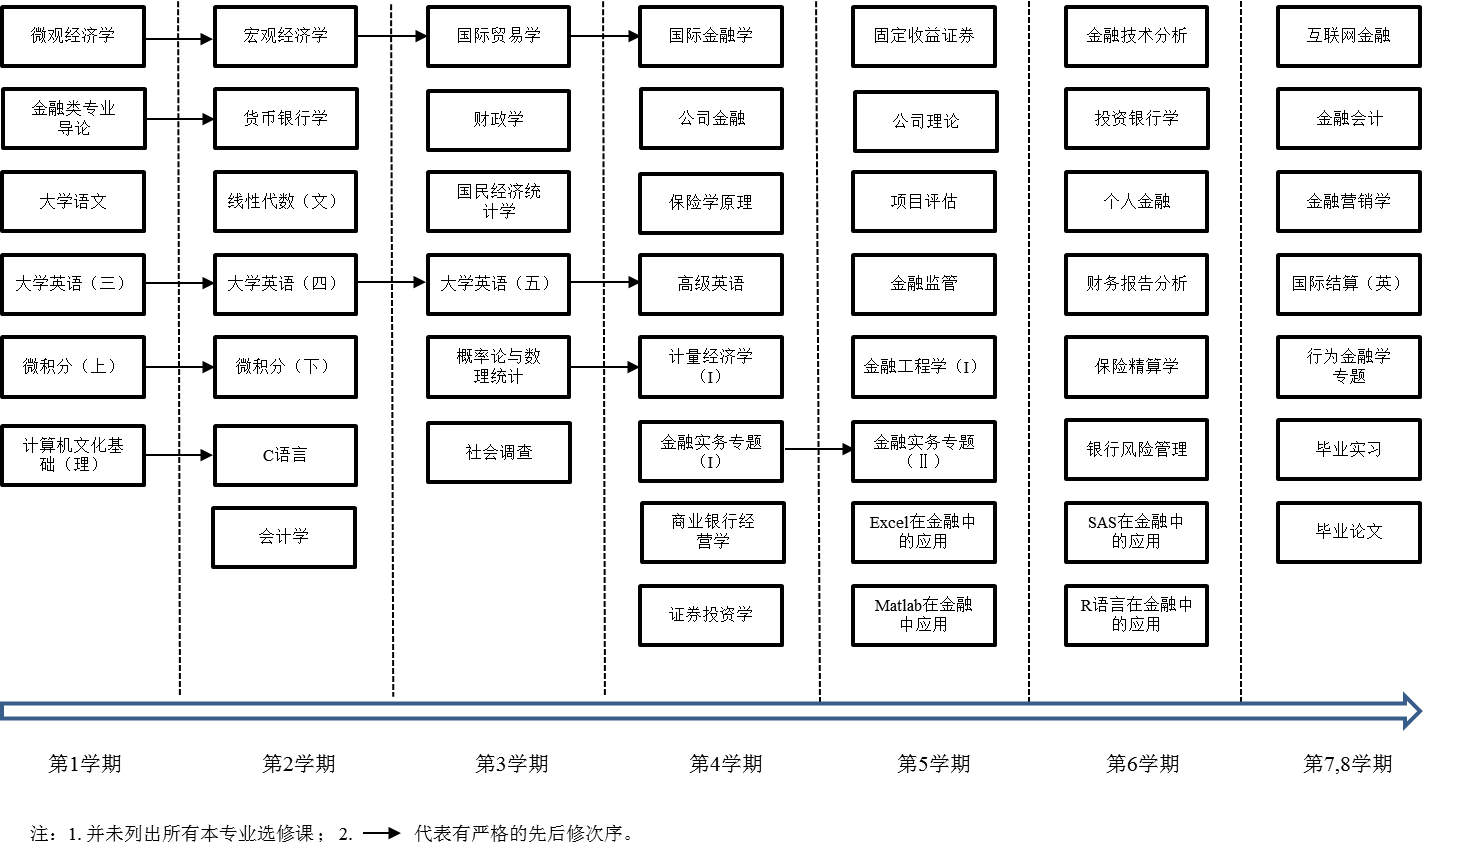 微观经济学
宏观经济学
国际贸易学
国际金融学
固定收益证券
金融技术分析
互联网金融
金融类专业
导论
货币银行学
财政学
公司金融
公司理论
投资银行学
金融会计
大学语文
线性代数（文）
国民经济统
计学
保险学原理
项目评估
个人金融
金融营销学
大学英语（三）
大学英语（四）
大学英语（五）
高级英语
金融监管
财务报告分析
国际结算（英）
微积分（上）
微积分（下）
概率论与数
理统计
计量经济学
（I）
金融工程学（I）
保险精算学
行为金融学
专题
计算机文化基
础（理）
C语言
社会调查
金融实务专题
（I）
金融实务专题
（Ⅱ）
银行风险管理
毕业实习
会计学
商业银行经
营学
Excel在金融中
的应用
SAS在金融中
的应用
毕业论文
证券投资学
Matlab在金融
中应用
R语言在金融中
的应用
第1学期
第2学期
第3学期
第4学期
第5学期
第6学期
第7,8学期
注：1. 并未列出所有本专业选修课； 2. 代表有严格的先后修次序。